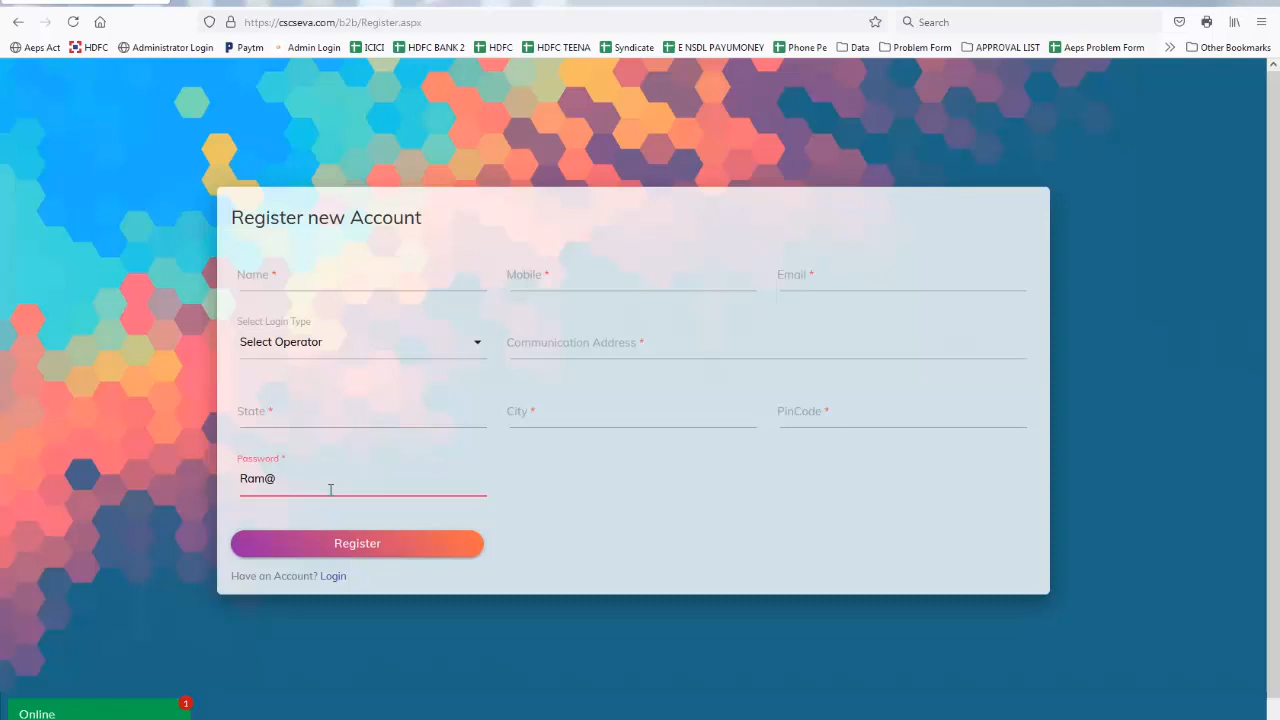 https://cscseva.com/b2b/Register.aspx
Search
Aeps Act HDFC Administrator Login Paytm Admin Login ICICI HDFC BANK 2 HDFC HDFC TEENA Syndicate E NSDL PAYUMONEY Phone Pe Data Problem Form APPROVAL LIST Aeps Problem Form Other Bookmarks
Register new Account
Name * Mobile * Email *
Select Login Type
Select Operator Communication Address *
State * City * PinCode *
Password *
Ram@
Register
Have an Account? Login
1
Online